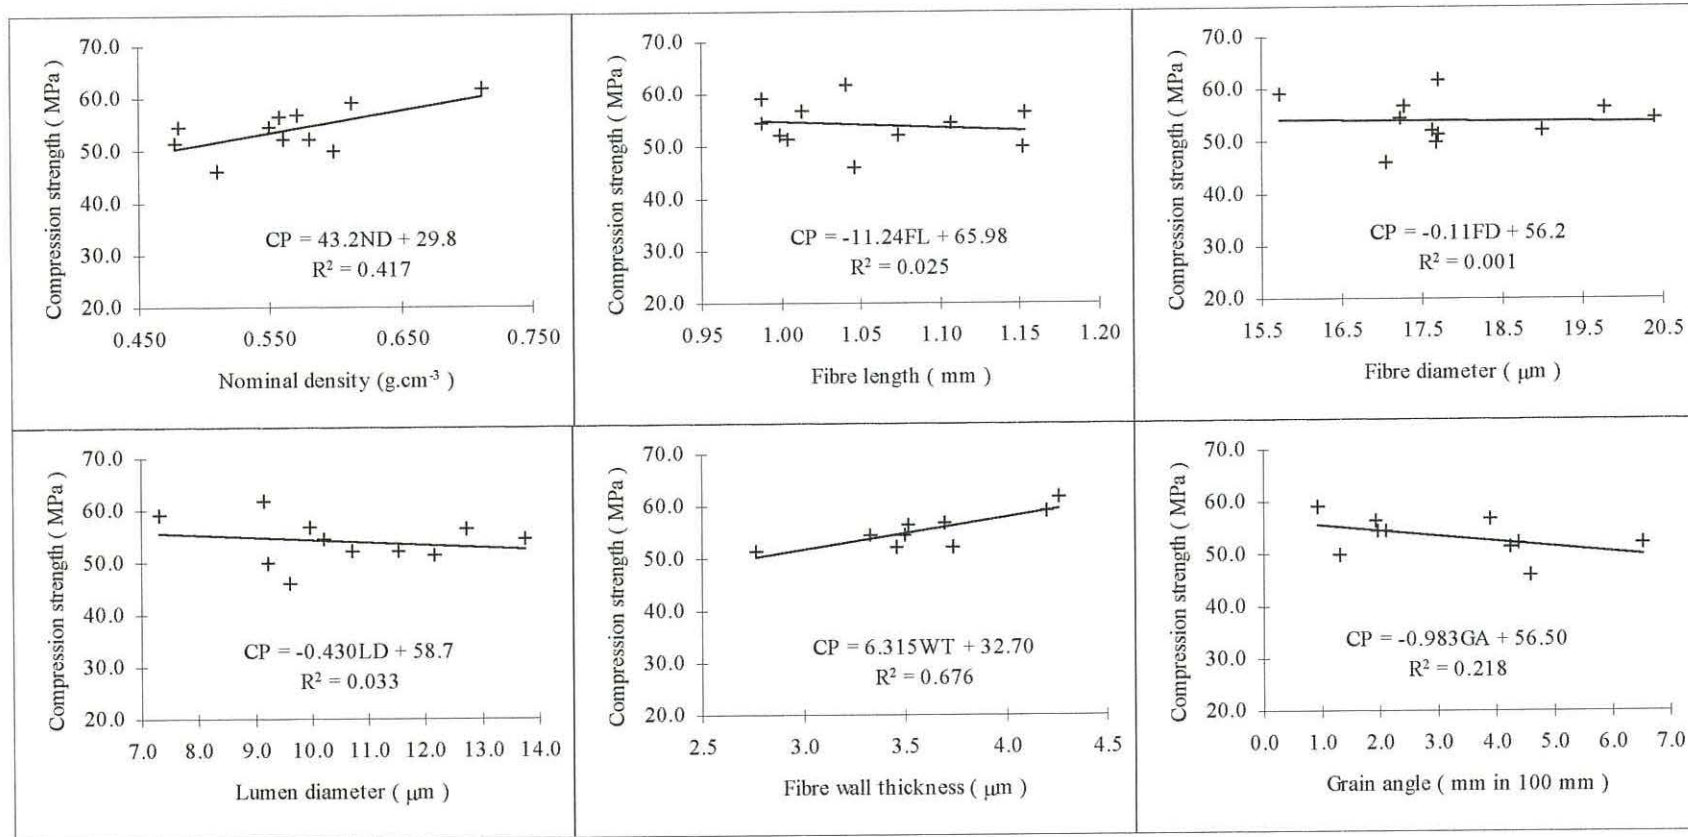 Compression strength ( MPa)
70.0
60.0
50.0
40.0
30.0
20.0
CP = 43.2ND + 29.8
R² = 0.417
0.450 0.550 0.650 0.750
Nominal density (g.cm⁻³ )
Compression strength ( MPa)
70.0
60.0
50.0
40.0
30.0
20.0
CP = -11.24FL + 65.98
R² = 0.025
0.95 1.00 1.05 1.10 1.15 1.20
Fibre length ( mm )
Compression strength ( MPa)
70.0
60.0
50.0
40.0
30.0
20.0
CP = -0.11FD + 56.2
R² = 0.001
15.5 16.5 17.5 18.5 19.5 20.5
Fibre diameter ( μm )
Compression strength ( MPa )
70.0
60.0
50.0
40.0
30.0
20.0
CP = -0.430LD + 58.7
R² = 0.033
7.0 8.0 9.0 10.0 11.0 12.0 13.0 14.0
Lumen diameter ( μm )
Compression strength ( MPa )
70.0
60.0
50.0
40.0
30.0
20.0
CP = 6.315WT + 32.70
R² = 0.676
2.5 3.0 3.5 4.0 4.5
Fibre wall thickness ( μm )
Compression strength ( MPa )
70.0
60.0
50.0
40.0
30.0
20.0
CP = -0.983GA + 56.50
R² = 0.218
0.0 1.0 2.0 3.0 4.0 5.0 6.0 7.0
Grain angle ( mm in 100 mm )